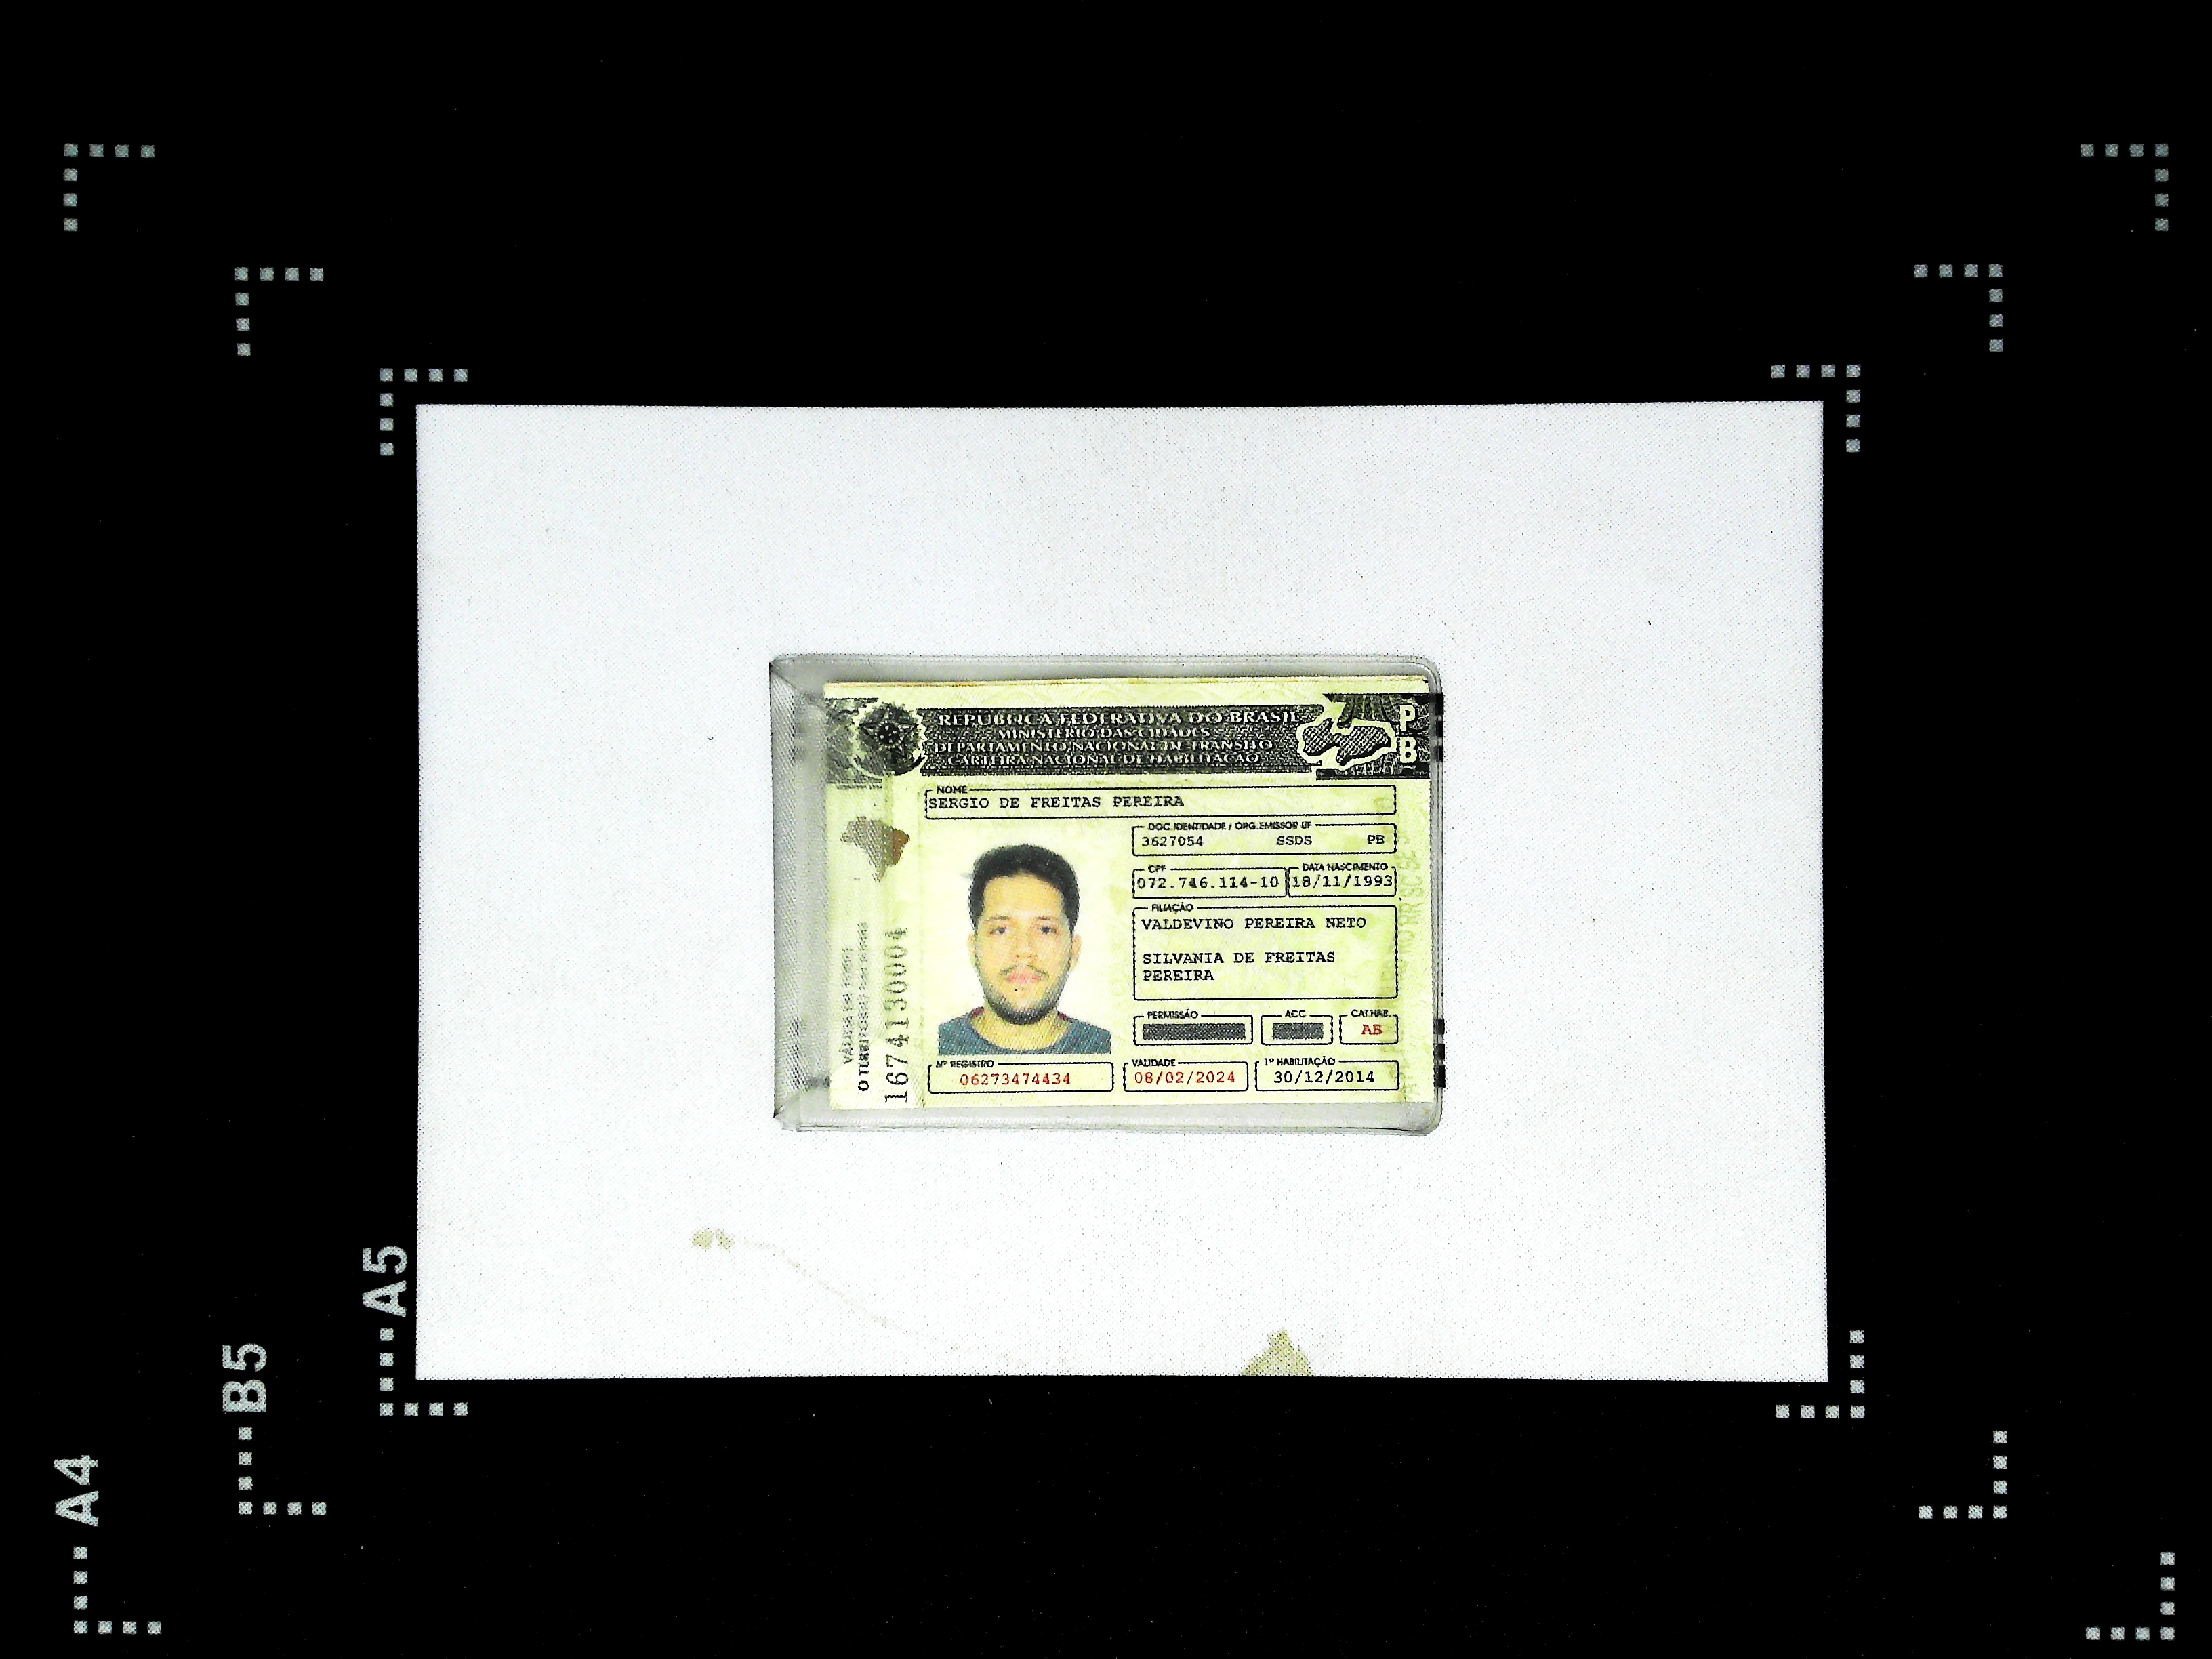 REPÚBLICA FEDERATIVA DO BRASIL
MINISTÉRIO DAS CIDADES
DEPARTAMENTO NACIONAL DE TRÂNSITO
CARTEIRA NACIONAL DE HABILITAÇÃO
P
B
NOME
SERGIO DE FREITAS PEREIRA
DOC. IDENTIDADE / ORG. EMISSOR UF
3627054 SSDS PB
CPF DATA NASCIMENTO
072.746.114-10 18/11/1993
FILIAÇÃO
VALDEVINO PEREIRA NETO
SILVANIA DE FREITAS
PEREIRA
PERMISSÃO ACC CAT.HAB.
AB
Nº REGISTRO VALIDADE 1ª HABILITAÇÃO
06273474434 08/02/2024 30/12/2014
VÁLIDA EM TODO
O TERRITÓRIO NACIONAL
1674130004
A5
B5
A4